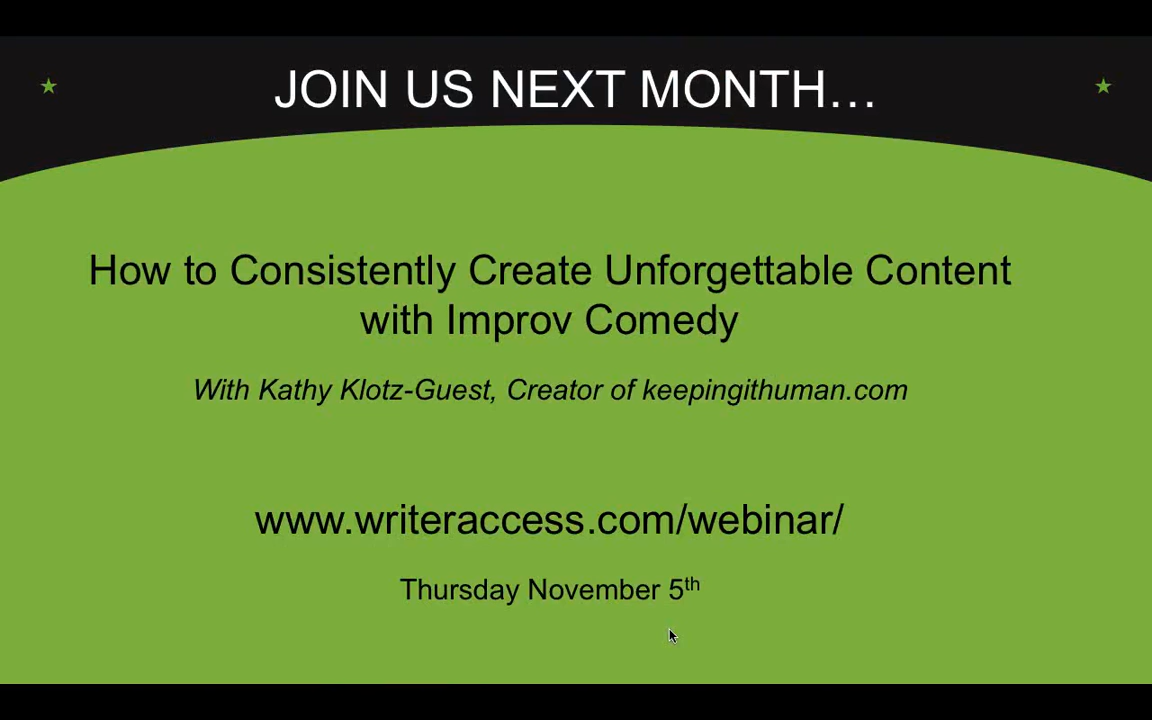 JOIN US NEXT MONTH…
How to Consistently Create Unforgettable Content
with Improv Comedy
With Kathy Klotz-Guest, Creator of keepingithuman.com
www.writeraccess.com/webinar/
Thursday November 5th